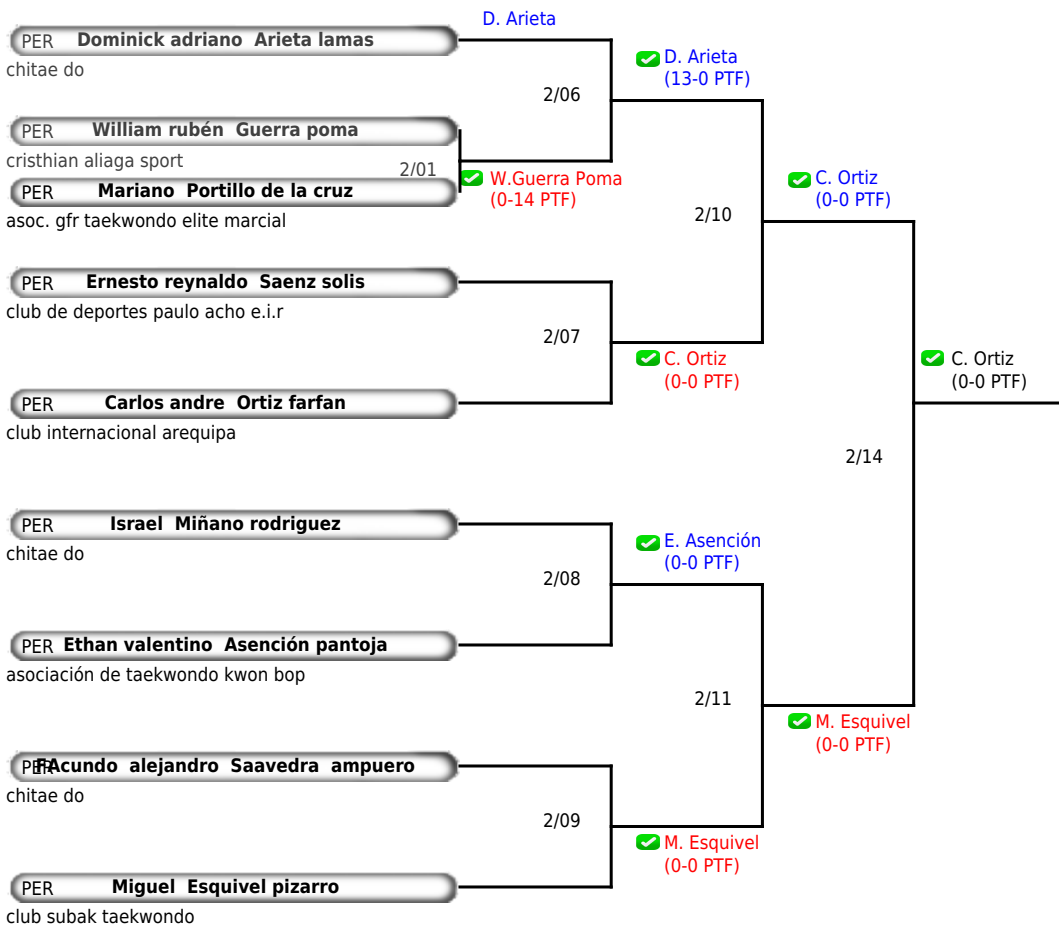 D. Arieta
PER Dominick adriano Arieta lamas
chitae do
D. Arieta
(13-0 PTF)
2/06
PER William rubén Guerra poma
cristhian aliaga sport
2/01
W.Guerra Poma
(0-14 PTF)
PER Mariano Portillo de la cruz
asoc. gfr taekwondo elite marcial
C. Ortiz
(0-0 PTF)
2/10
PER Ernesto reynaldo Saenz solis
club de deportes paulo acho e.i.r
2/07
C. Ortiz
(0-0 PTF)
C. Ortiz
(0-0 PTF)
PER Carlos andre Ortiz farfan
club internacional arequipa
2/14
PER Israel Miñano rodriguez
chitae do
E. Asención
(0-0 PTF)
2/08
PER Ethan valentino Asención pantoja
asociación de taekwondo kwon bop
2/11
M. Esquivel
(0-0 PTF)
PER FAcundo alejandro Saavedra ampuero
chitae do
2/09
M. Esquivel
(0-0 PTF)
PER Miguel Esquivel pizarro
club subak taekwondo